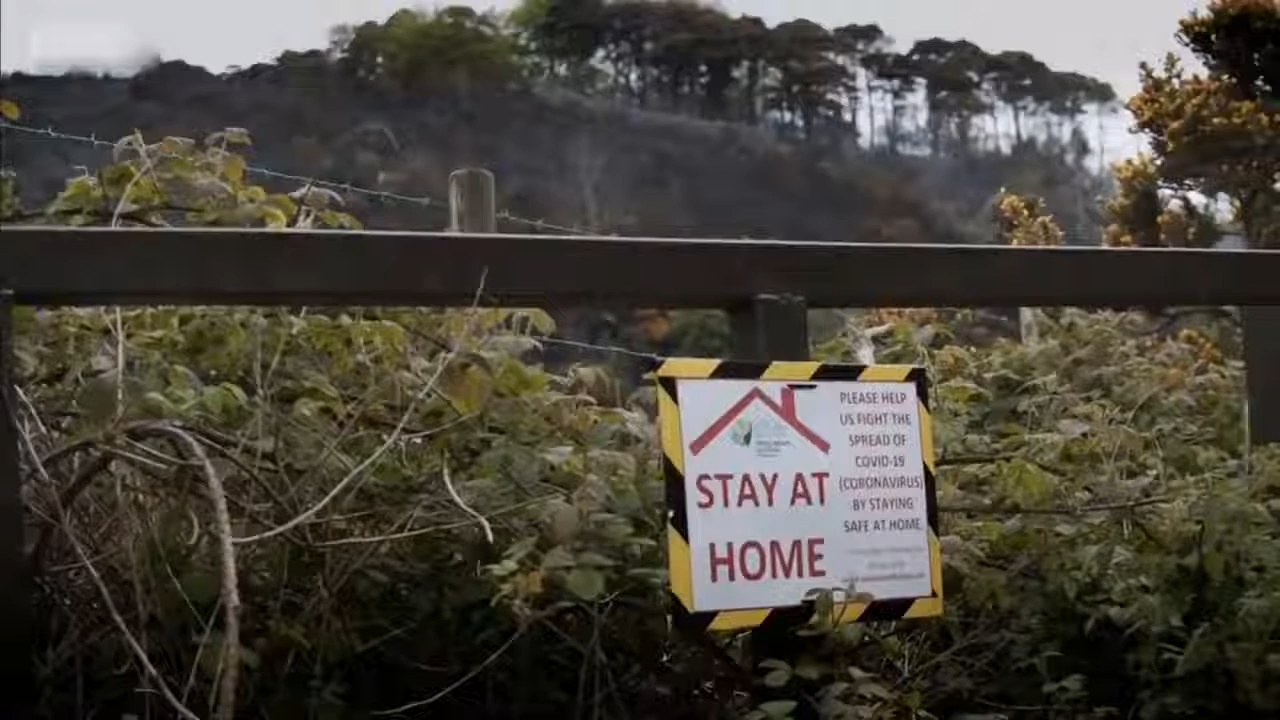 STAY AT
HOME
PLEASE HELP
US FIGHT THE
SPREAD OF
COVID-19
(CORONAVIRUS)
BY STAYING
SAFE AT HOME